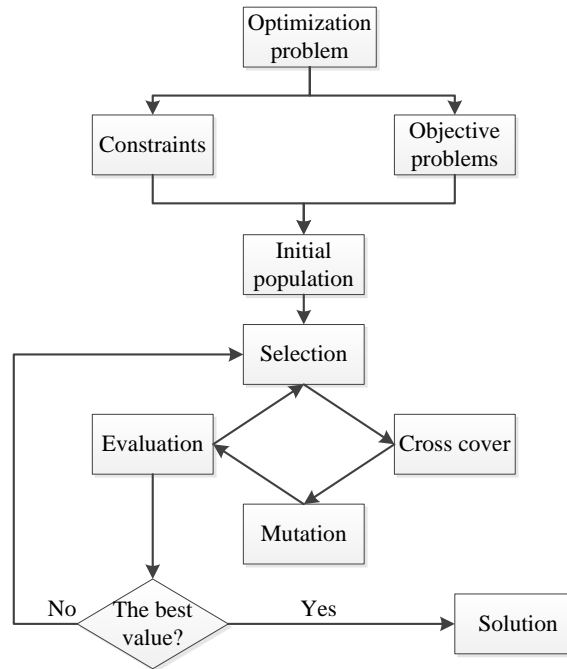 Optimization
problem
Constraints
Objective
problems
Initial
population
Selection
Evaluation
Cross cover
Mutation
No
The best
value?
Yes
Solution